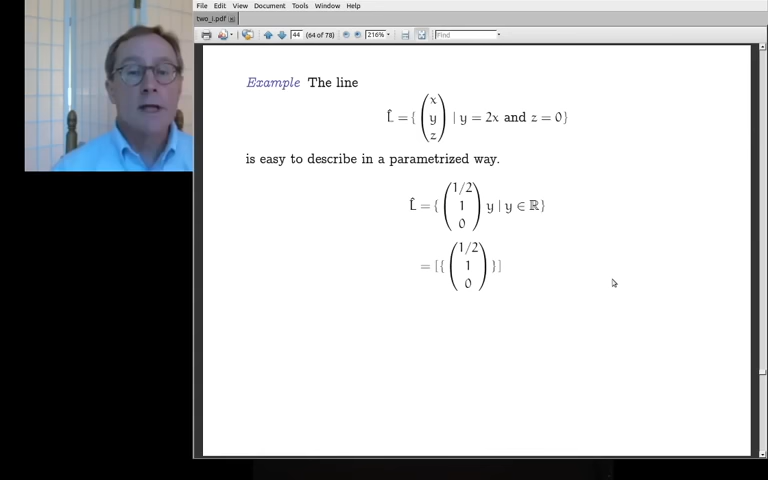 File Edit View Document Tools Window Help
two_i.pdf
44 (64 of 78) 216% Find
Example The line
L̂ = { (x y z) | y = 2x and z = 0}
is easy to describe in a parametrized way.
L̂ = { (1/2 1 0) y | y ∈ ℝ}
= [{ (1/2 1 0) }]